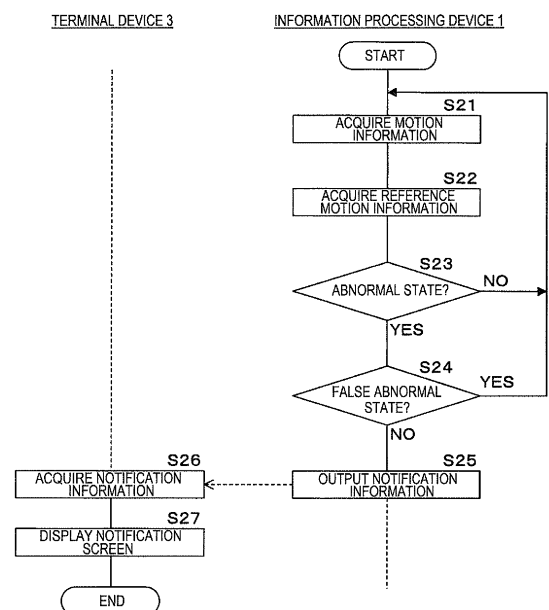 TERMINAL DEVICE 3
INFORMATION PROCESSING DEVICE 1
START
S21
ACQUIRE MOTION
INFORMATION
S22
ACQUIRE REFERENCE
MOTION INFORMATION
S23
ABNORMAL STATE?
NO
YES
S24
FALSE ABNORMAL
STATE?
YES
NO
S25
OUTPUT NOTIFICATION
INFORMATION
S26
ACQUIRE NOTIFICATION
INFORMATION
S27
DISPLAY NOTIFICATION
SCREEN
END